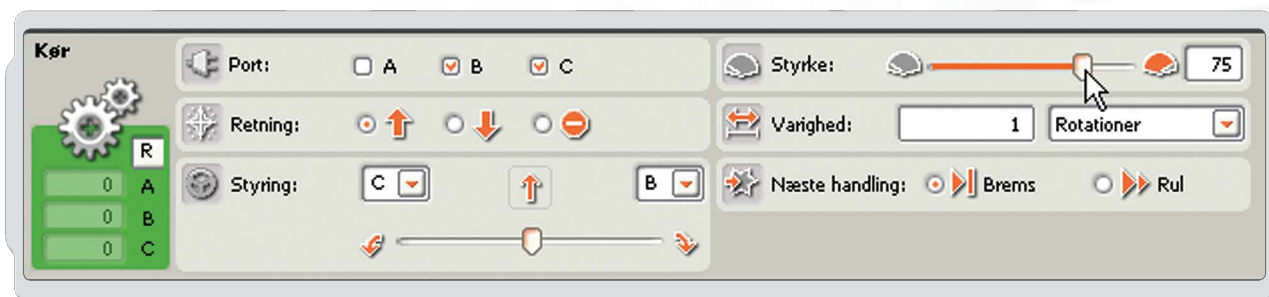 Kør
R
0 A
0 B
0 C
Port: A B C
Retning:
Styring: C B
Styrke: 75
Varighed: 1 Rotationer
Næste handling: Brems Rul